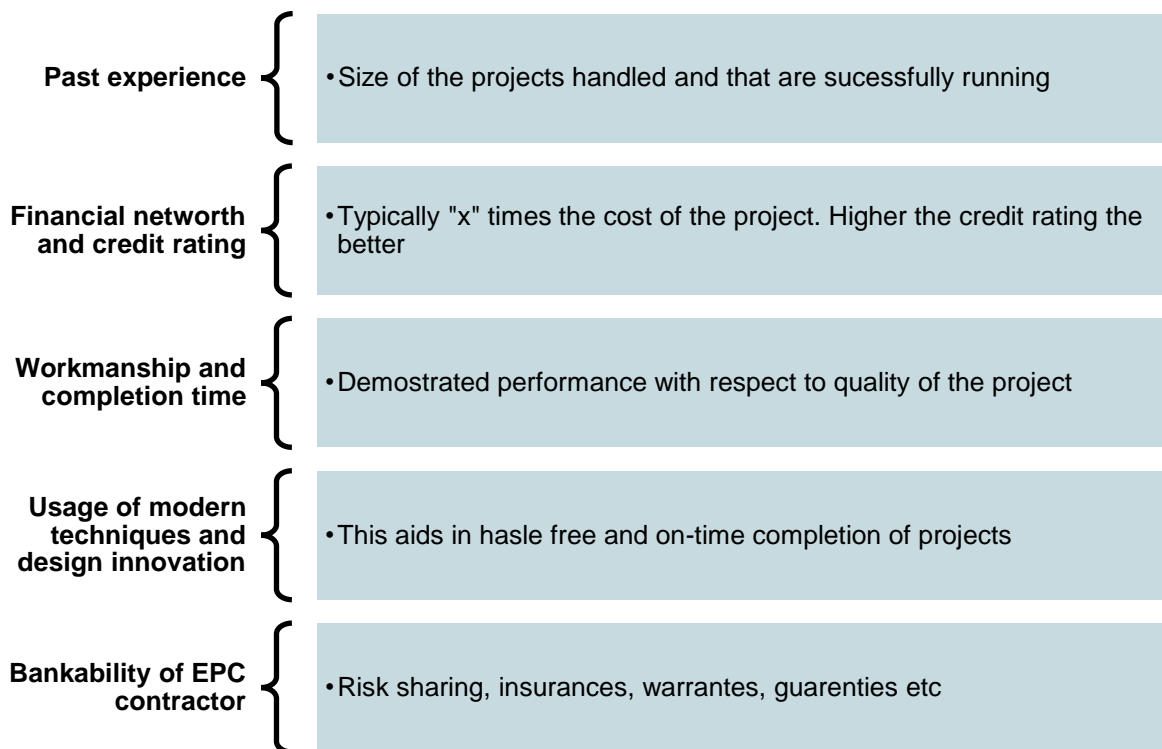 Past experience
•Size of the projects handled and that are sucessfully running
Financial networth
and credit rating
•Typically "x" times the cost of the project. Higher the credit rating the
better
Workmanship and
completion time
•Demostrated performance with respect to quality of the project
Usage of modern
techniques and
design innovation
•This aids in hasle free and on-time completion of projects
Bankability of EPC
contractor
•Risk sharing, insurances, warrantes, guarenties etc